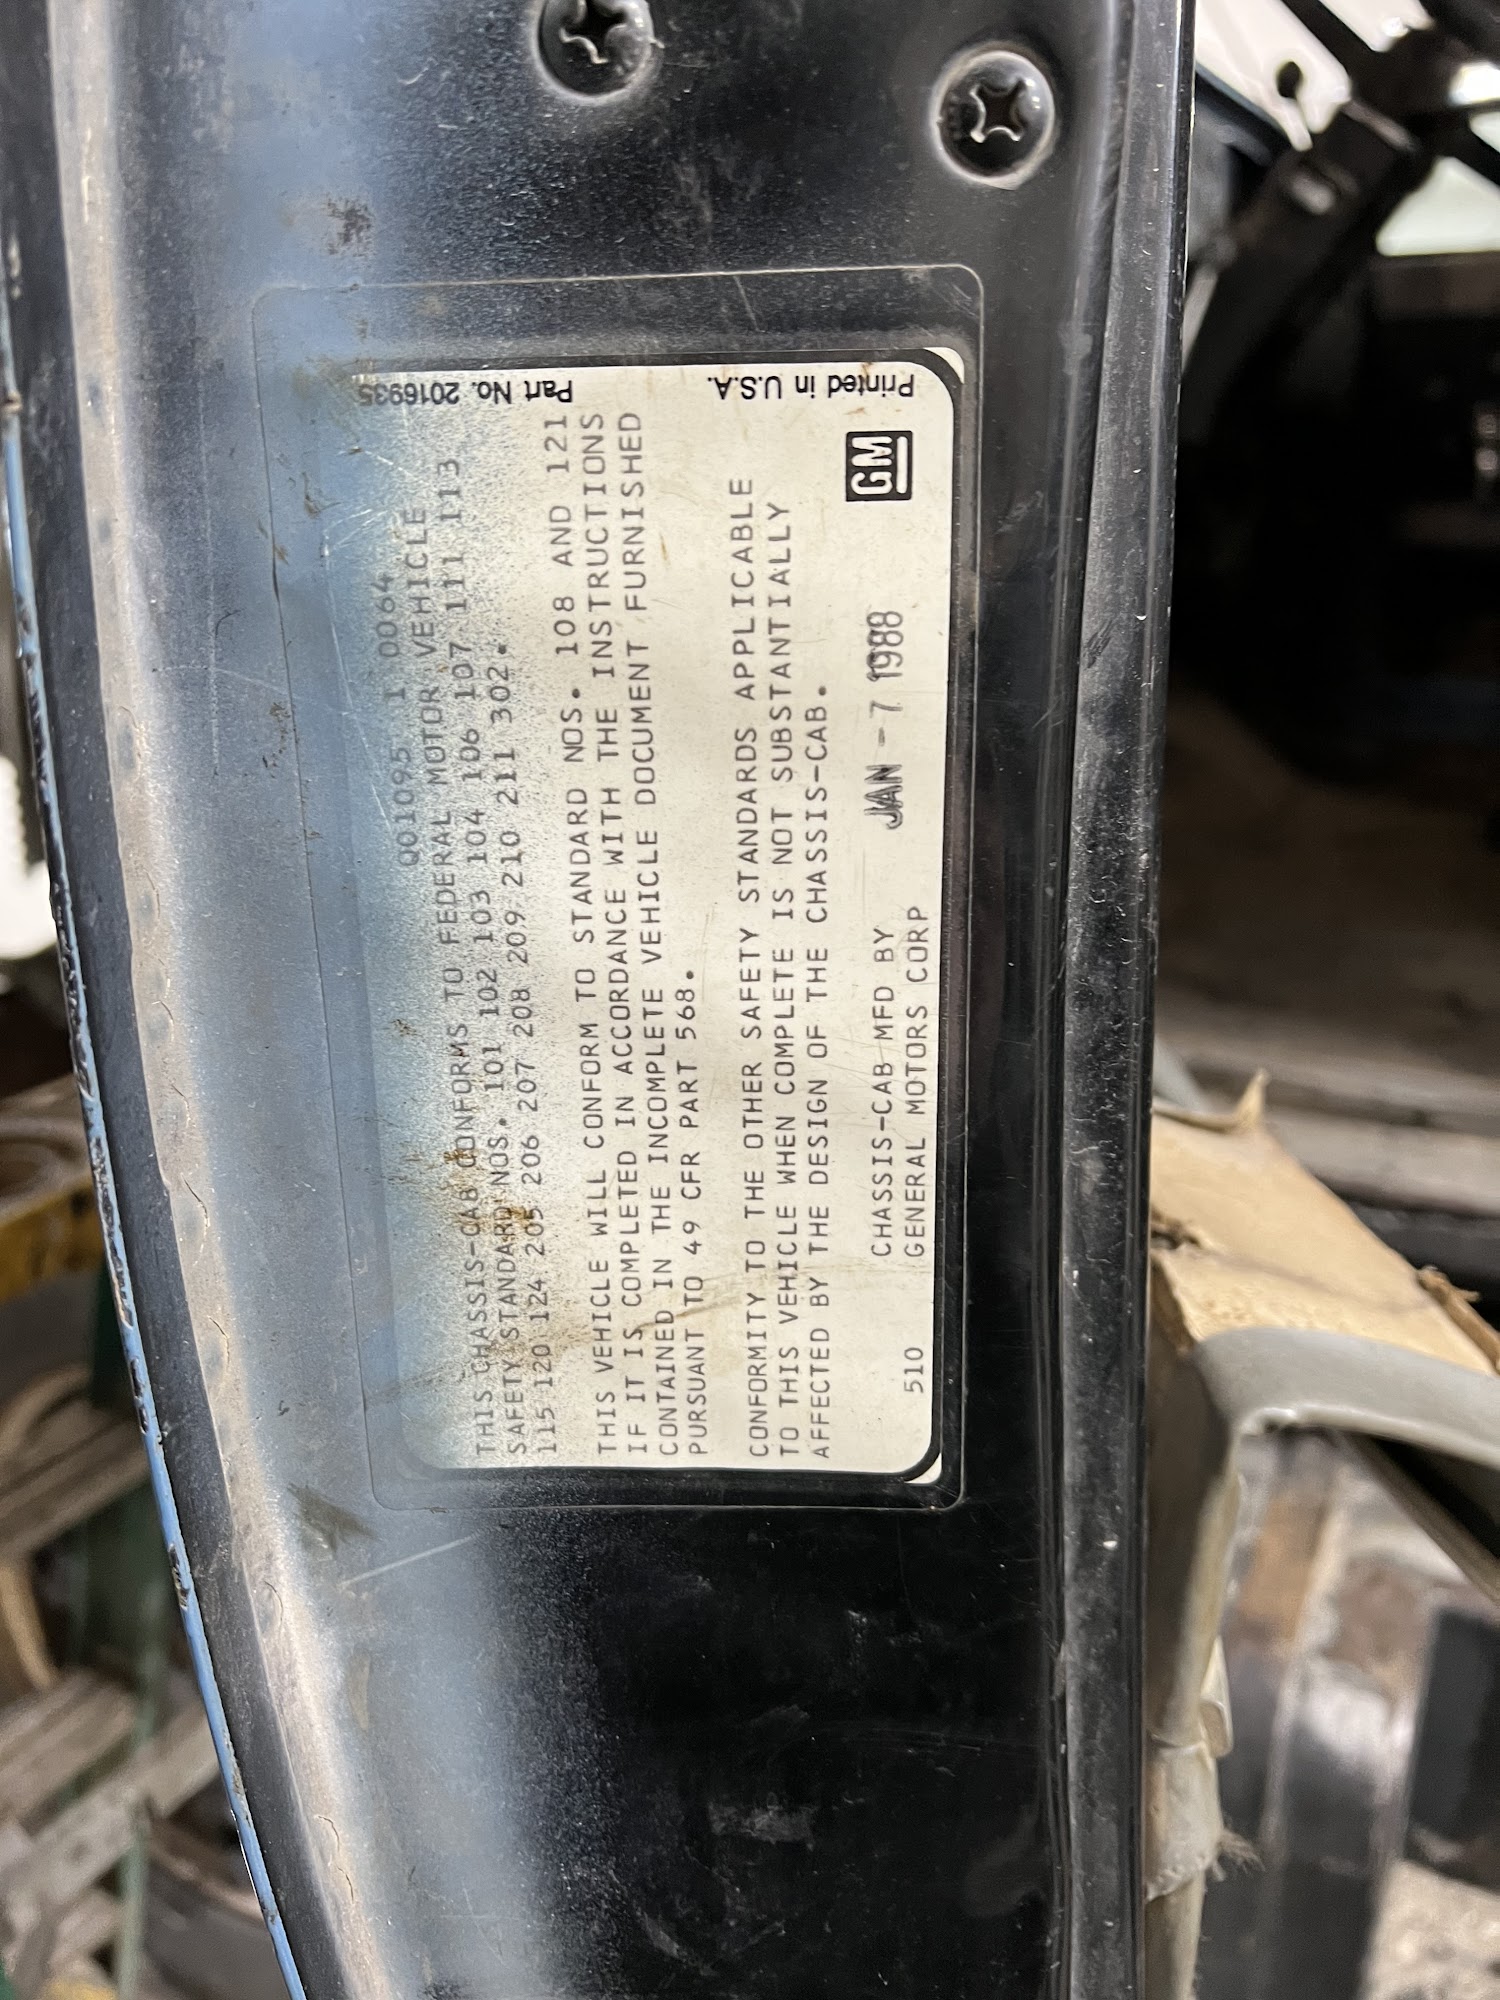 Q01095 1 0064
THIS CHASSIS-CAB CONFORMS TO FEDERAL MOTOR VEHICLE
SAFETY STANDARD NOS. 101 102 103 104 106 107 111 113
115 120 124 205 206 207 208 209 210 211 302.
THIS VEHICLE WILL CONFORM TO STANDARD NOS. 108 AND 121
IF IT IS COMPLETED IN ACCORDANCE WITH THE INSTRUCTIONS
CONTAINED IN THE INCOMPLETE VEHICLE DOCUMENT FURNISHED
PURSUANT TO 49 CFR PART 568.
CONFORMITY TO THE OTHER SAFETY STANDARDS APPLICABLE
TO THIS VEHICLE WHEN COMPLETE IS NOT SUBSTANTIALLY
AFFECTED BY THE DESIGN OF THE CHASSIS-CAB.
CHASSIS-CAB MFD BY JAN - 7 1988 GM
510 GENERAL MOTORS CORP
Part No. 2016935 Printed in U.S.A.